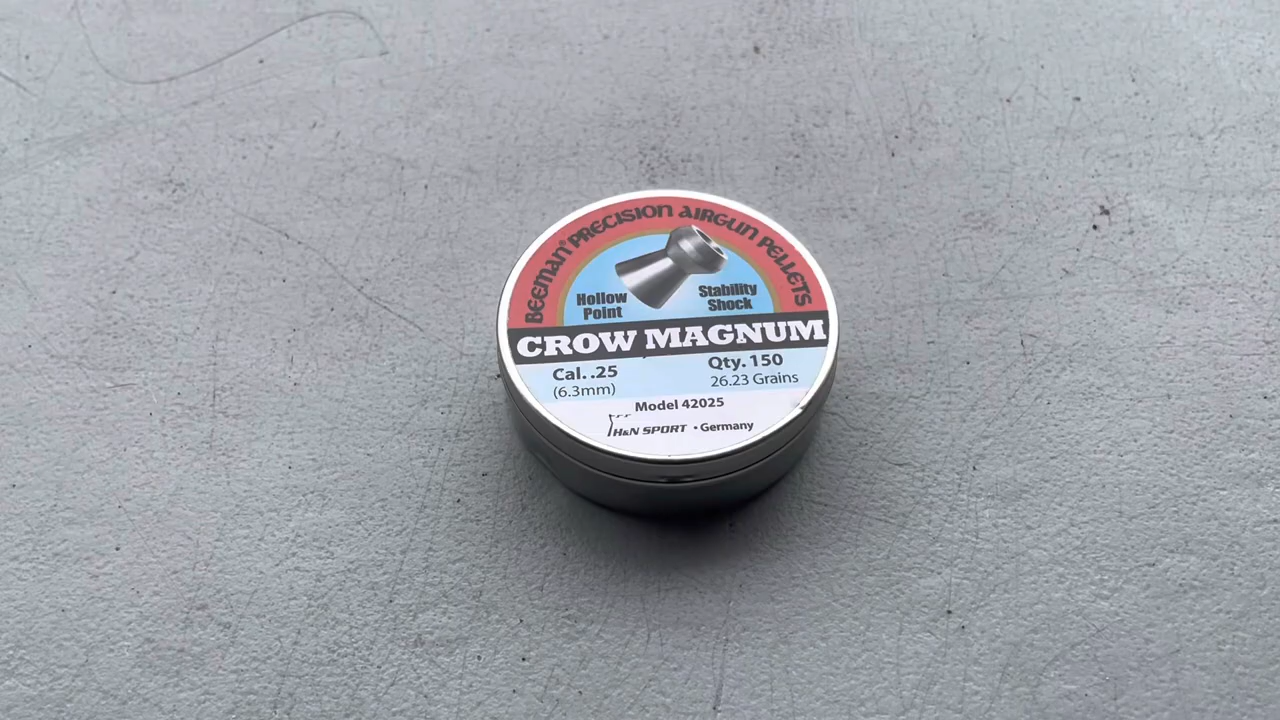 BEEMAN® PRECISION AIRGUN PELLETS
Hollow Point
Stability Shock
CROW MAGNUM
Cal. .25
(6.3mm)
Qty. 150
26.23 Grains
Model 42025
H&N SPORT • Germany